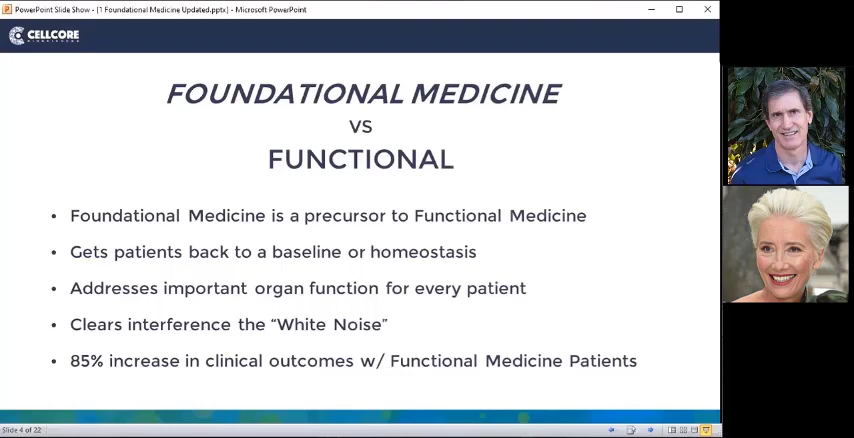 PowerPoint Slide Show - [1 Foundational Medicine Updated.pptx] - Microsoft PowerPoint
CELLCORE
FOUNDATIONAL MEDICINE
VS
FUNCTIONAL
• Foundational Medicine is a precursor to Functional Medicine
• Gets patients back to a baseline or homeostasis
• Addresses important organ function for every patient
• Clears interference the “White Noise”
• 85% increase in clinical outcomes w/ Functional Medicine Patients
Slide 4 of 22